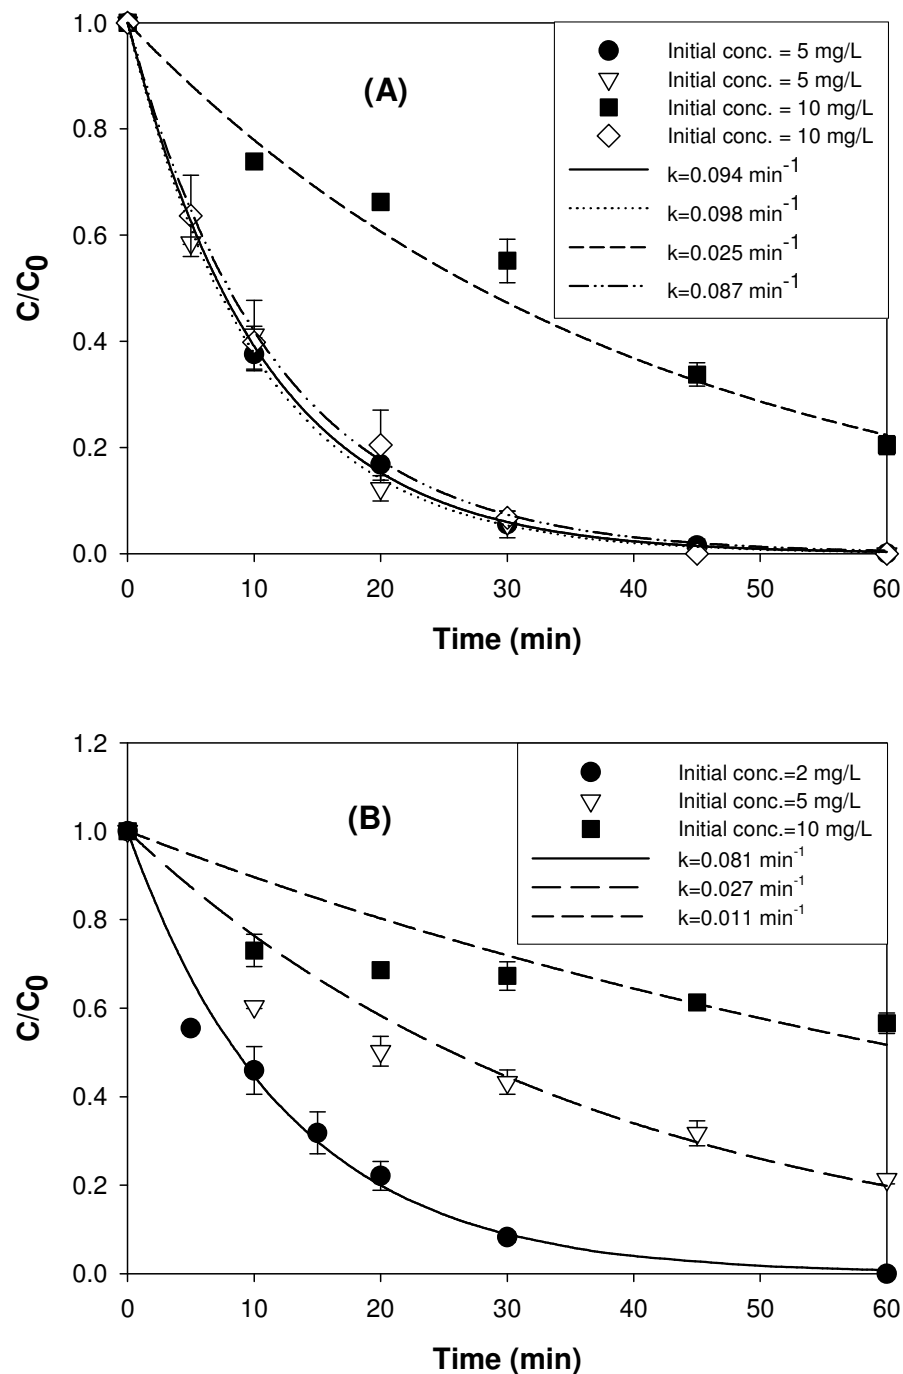 1.0
0.8
0.6
0.4
0.2
0.0
C/C0
(A)
Initial conc. = 5 mg/L
Initial conc. = 5 mg/L
Initial conc. = 10 mg/L
Initial conc. = 10 mg/L
k=0.094 min-1
k=0.098 min-1
k=0.025 min-1
k=0.087 min-1
0 10 20 30 40 50 60
Time (min)
1.2
1.0
0.8
0.6
0.4
0.2
0.0
C/C0
(B)
Initial conc.=2 mg/L
Initial conc.=5 mg/L
Initial conc.=10 mg/L
k=0.081 min-1
k=0.027 min-1
k=0.011 min-1
0 10 20 30 40 50 60
Time (min)